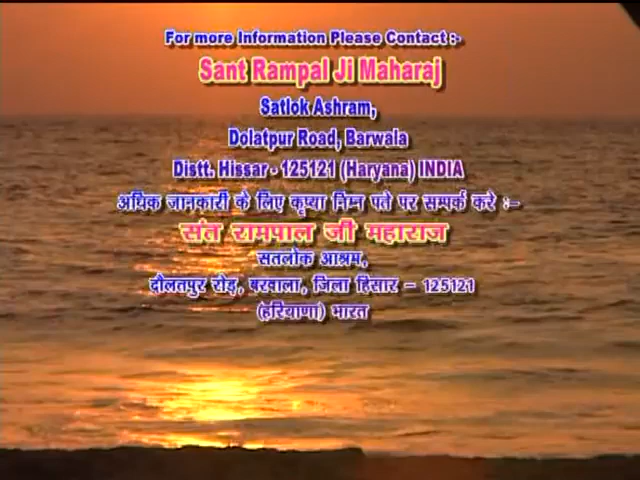 For more Information Please Contact :-
Sant Rampal Ji Maharaj
Satlok Ashram,
Dolatpur Road, Barwala
Distt. Hissar - 125121 (Haryana) INDIA
अधिक जानकारी के लिए कृप्या निम्न पते पर सम्पर्क करे :-
संत रामपाल जी महाराज
सतलोक आश्रम,
दौलतपुर रोड़, बरवाला, जिला हिसार - 125121
(हरियाणा) भारत